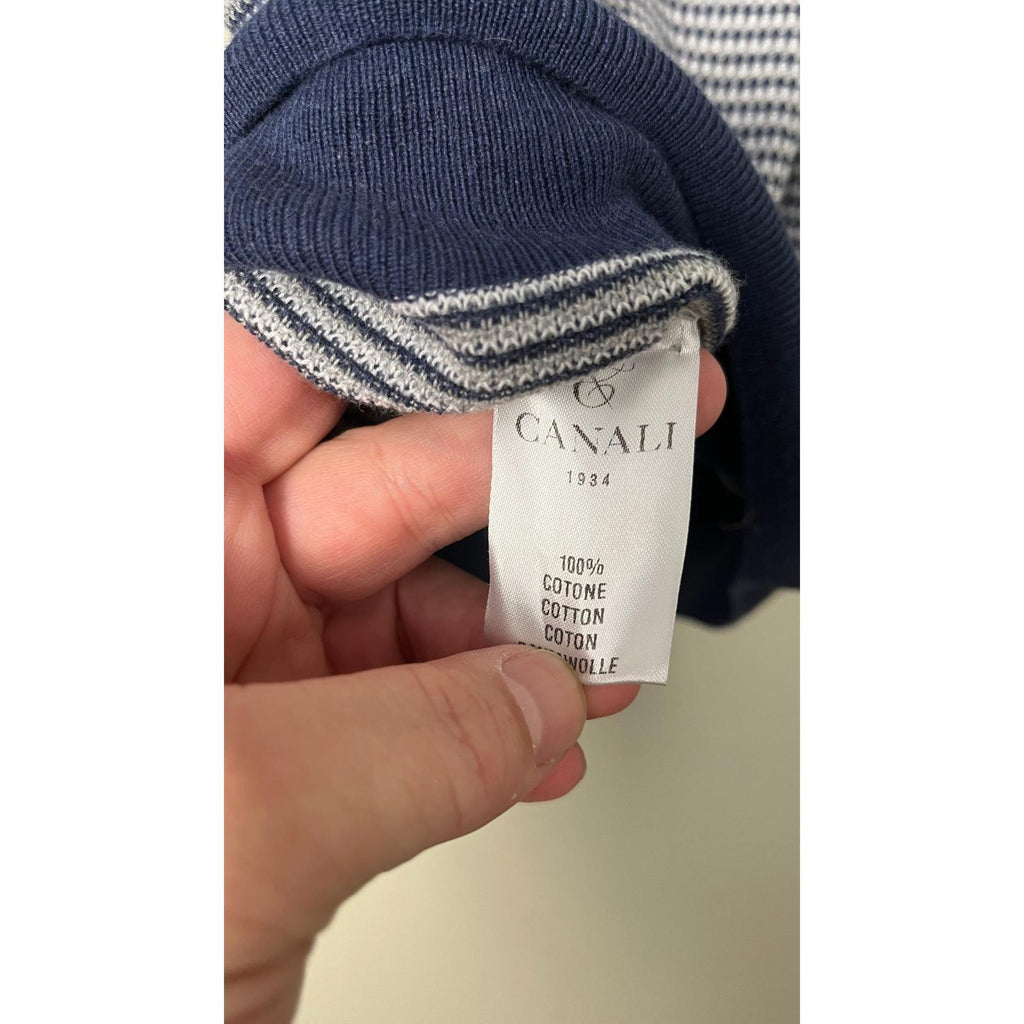 &
CANALI
1934
100%
COTONE
COTTON
COTON